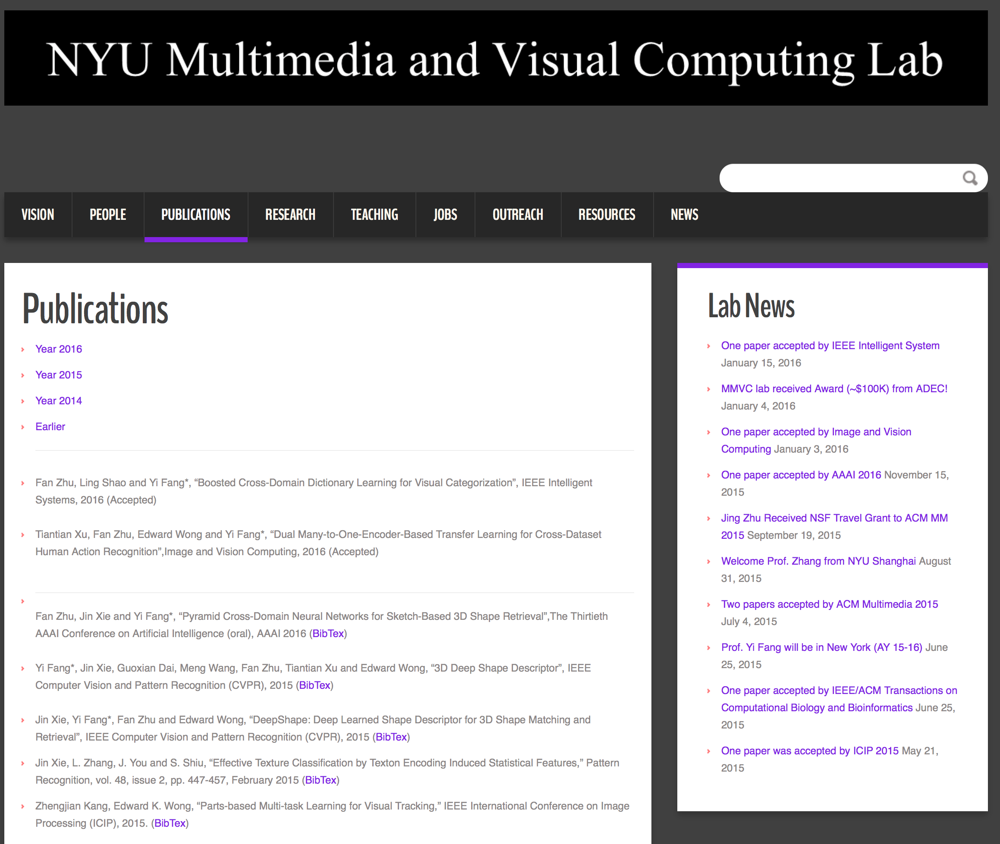 NYU Multimedia and Visual Computing Lab
VISION
PEOPLE
PUBLICATIONS
RESEARCH
TEACHING
JOBS
OUTREACH
RESOURCES
NEWS
Publications
Year 2016
Year 2015
Year 2014
Earlier
Fan Zhu, Ling Shao and Yi Fang*, “Boosted Cross-Domain Dictionary Learning for Visual Categorization”, IEEE Intelligent
Systems, 2016 (Accepted)
Tiantian Xu, Fan Zhu, Edward Wong and Yi Fang*, “Dual Many-to-One-Encoder-Based Transfer Learning for Cross-Dataset
Human Action Recognition”,Image and Vision Computing, 2016 (Accepted)
Fan Zhu, Jin Xie and Yi Fang*, “Pyramid Cross-Domain Neural Networks for Sketch-Based 3D Shape Retrieval”,The Thirtieth
AAAI Conference on Artificial Intelligence (oral), AAAI 2016 (BibTex)
Yi Fang*, Jin Xie, Guoxian Dai, Meng Wang, Fan Zhu, Tiantian Xu and Edward Wong, “3D Deep Shape Descriptor”, IEEE
Computer Vision and Pattern Recognition (CVPR), 2015 (BibTex)
Jin Xie, Yi Fang*, Fan Zhu and Edward Wong, “DeepShape: Deep Learned Shape Descriptor for 3D Shape Matching and
Retrieval”, IEEE Computer Vision and Pattern Recognition (CVPR), 2015 (BibTex)
Jin Xie, L. Zhang, J. You and S. Shiu, “Effective Texture Classification by Texton Encoding Induced Statistical Features,” Pattern
Recognition, vol. 48, issue 2, pp. 447-457, February 2015 (BibTex)
Zhengjian Kang, Edward K. Wong, “Parts-based Multi-task Learning for Visual Tracking,” IEEE International Conference on Image
Processing (ICIP), 2015. (BibTex)
Lab News
One paper accepted by IEEE Intelligent System
January 15, 2016
MMVC lab received Award (~$100K) from ADEC!
January 4, 2016
One paper accepted by Image and Vision
Computing January 3, 2016
One paper accepted by AAAI 2016 November 15,
2015
Jing Zhu Received NSF Travel Grant to ACM MM
2015 September 19, 2015
Welcome Prof. Zhang from NYU Shanghai August
31, 2015
Two papers accepted by ACM Multimedia 2015
July 4, 2015
Prof. Yi Fang will be in New York (AY 15-16) June
25, 2015
One paper accepted by IEEE/ACM Transactions on
Computational Biology and Bioinformatics June 25,
2015
One paper was accepted by ICIP 2015 May 21,
2015